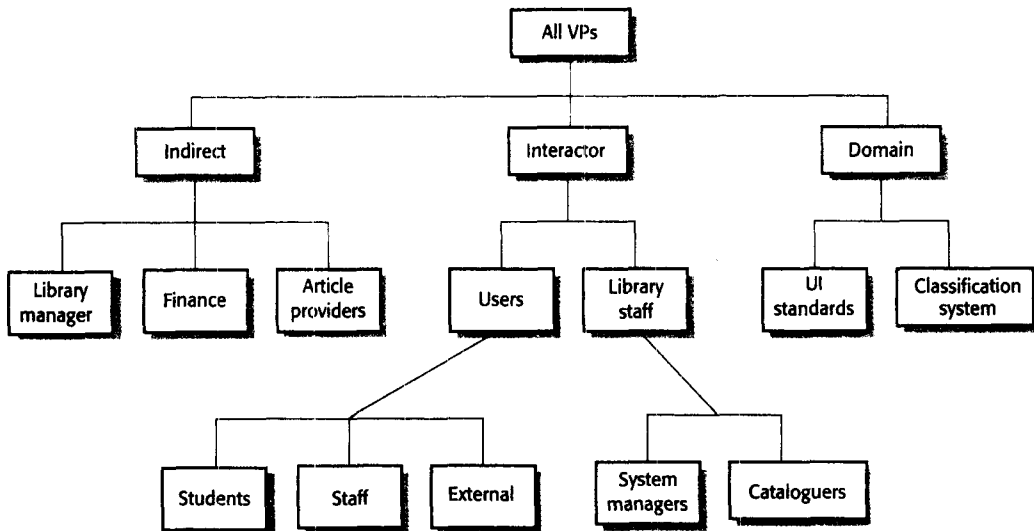 All VPs
Indirect
Interactor
Domain
Library
manager
Finance
Article
providers
Users
Library
staff
UI
standards
Classification
system
Students
Staff
External
System
managers
Cataloguers